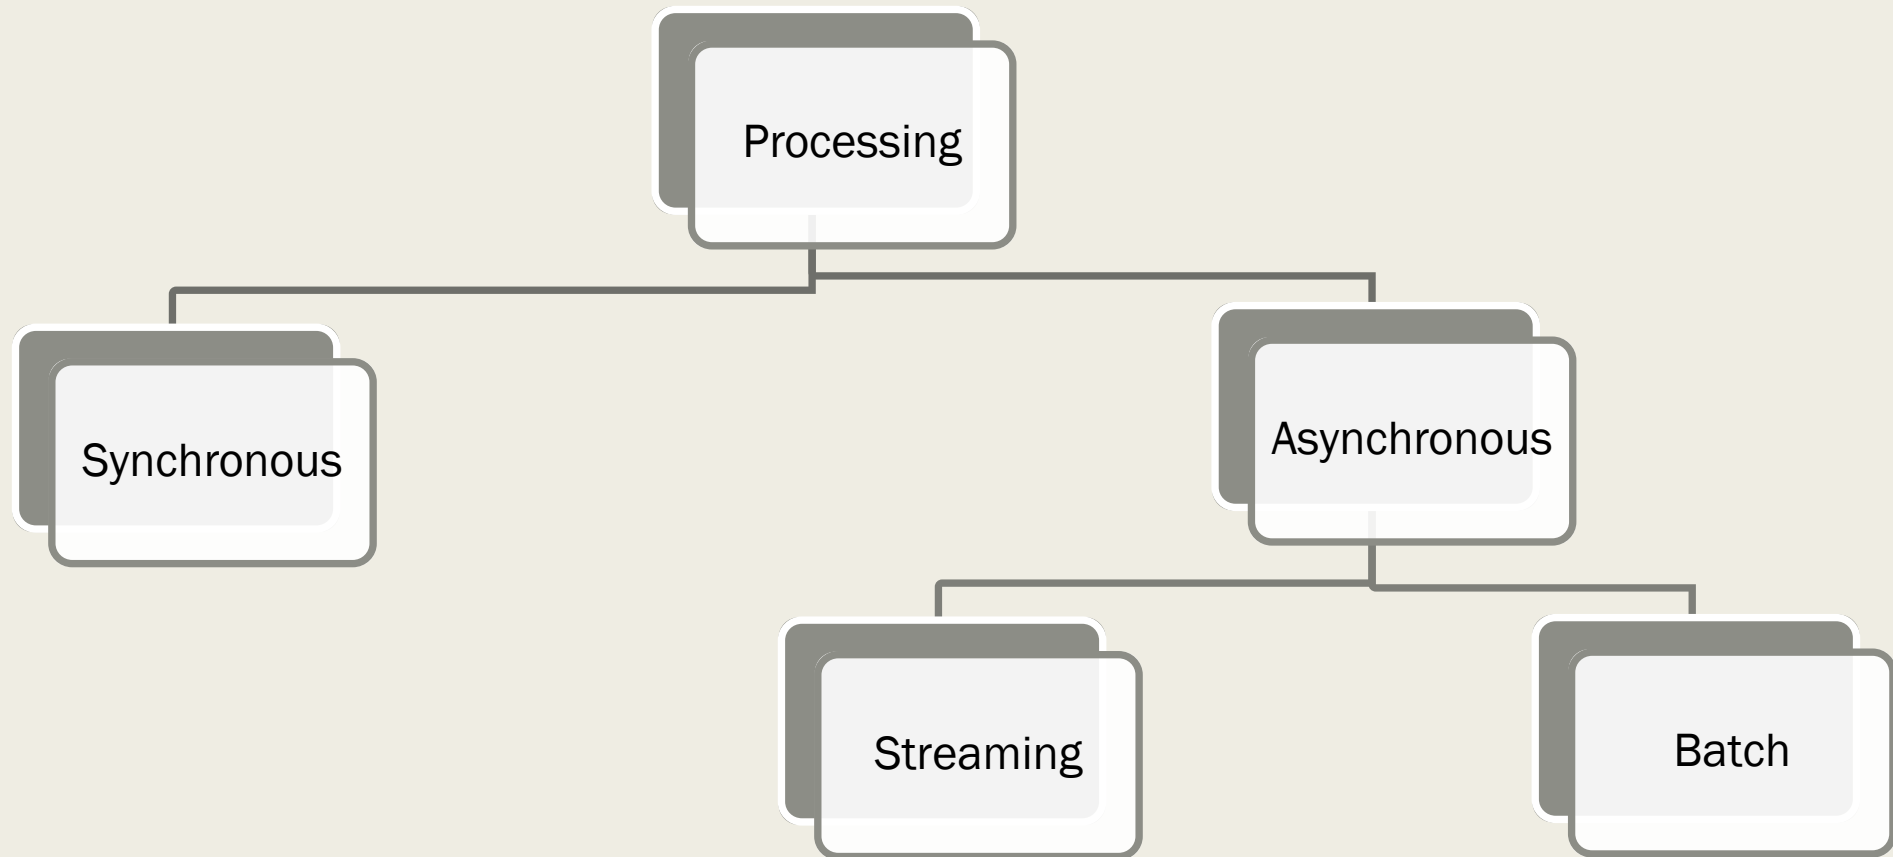 Processing
Synchronous
Asynchronous
Streaming
Batch